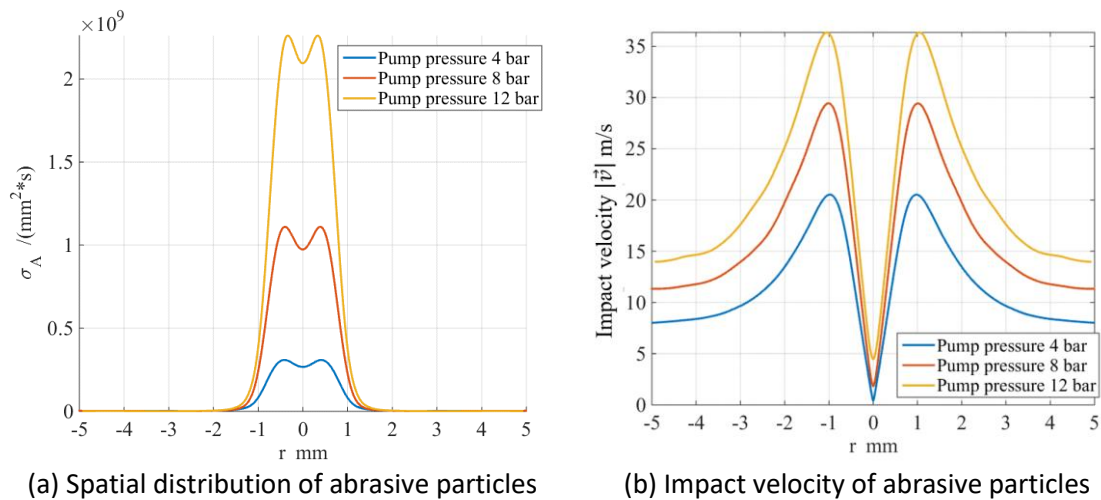 ×10⁹
2
1.5
1
0.5
0
σ_A /(mm²*s)
Pump pressure 4 bar
Pump pressure 8 bar
Pump pressure 12 bar
-5 -4 -3 -2 -1 0 1 2 3 4 5
r mm
(a) Spatial distribution of abrasive particles
35
30
25
20
15
10
5
0
Impact velocity |v⃗| m/s
Pump pressure 4 bar
Pump pressure 8 bar
Pump pressure 12 bar
-5 -4 -3 -2 -1 0 1 2 3 4 5
r mm
(b) Impact velocity of abrasive particles